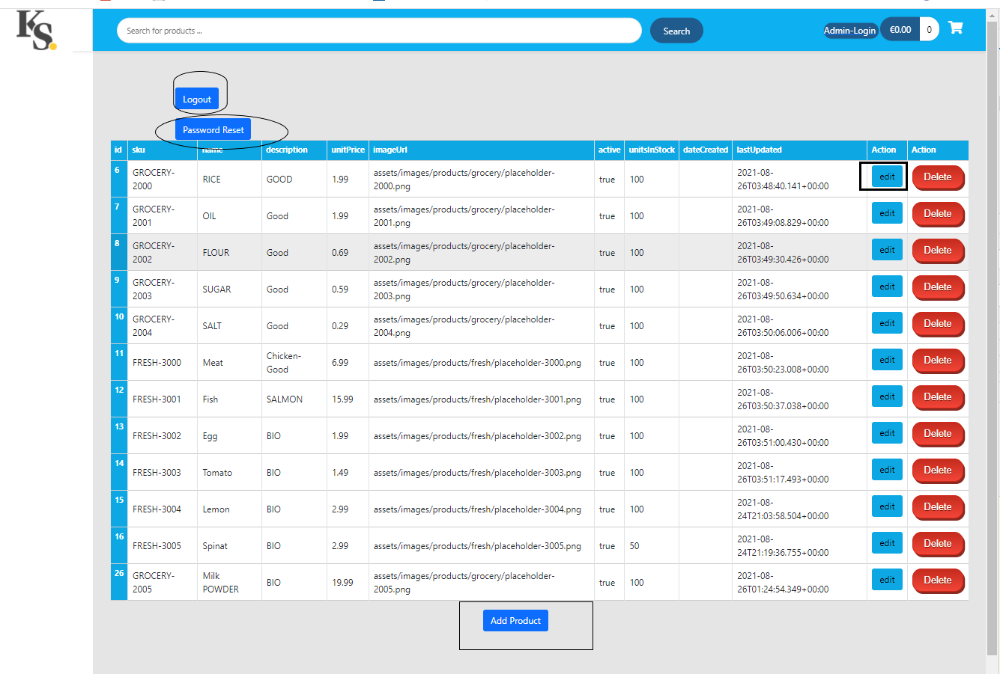 KS.
Search for products ...
Search
Admin-Login
€0.00
0
Logout
Password Reset
id sku name description unitPrice imageUrl active unitsInStock dateCreated lastUpdated Action Action
6 GROCERY-2000 RICE GOOD 1.99 assets/images/products/grocery/placeholder-2000.png true 100 2021-08-26T03:48:40.141+00:00 edit Delete
7 GROCERY-2001 OIL Good 1.99 assets/images/products/grocery/placeholder-2001.png true 100 2021-08-26T03:49:08.829+00:00 edit Delete
8 GROCERY-2002 FLOUR Good 0.69 assets/images/products/grocery/placeholder-2002.png true 100 2021-08-26T03:49:30.426+00:00 edit Delete
9 GROCERY-2003 SUGAR Good 0.59 assets/images/products/grocery/placeholder-2003.png true 100 2021-08-26T03:49:50.634+00:00 edit Delete
10 GROCERY-2004 SALT Good 0.29 assets/images/products/grocery/placeholder-2004.png true 100 2021-08-26T03:50:06.006+00:00 edit Delete
11 FRESH-3000 Meat Chicken-Good 6.99 assets/images/products/fresh/placeholder-3000.png true 100 2021-08-26T03:50:23.008+00:00 edit Delete
12 FRESH-3001 Fish SALMON 15.99 assets/images/products/fresh/placeholder-3001.png true 100 2021-08-26T03:50:37.038+00:00 edit Delete
13 FRESH-3002 Egg BIO 1.99 assets/images/products/fresh/placeholder-3002.png true 100 2021-08-26T03:51:00.430+00:00 edit Delete
14 FRESH-3003 Tomato BIO 1.49 assets/images/products/fresh/placeholder-3003.png true 100 2021-08-26T03:51:17.493+00:00 edit Delete
15 FRESH-3004 Lemon BIO 2.99 assets/images/products/fresh/placeholder-3004.png true 100 2021-08-24T21:03:58.504+00:00 edit Delete
16 FRESH-3005 Spinat BIO 2.99 assets/images/products/fresh/placeholder-3005.png true 50 2021-08-24T21:19:36.755+00:00 edit Delete
26 GROCERY-2005 Milk POWDER BIO 19.99 assets/images/products/grocery/placeholder-2005.png true 100 2021-08-26T01:24:54.349+00:00 edit Delete
Add Product